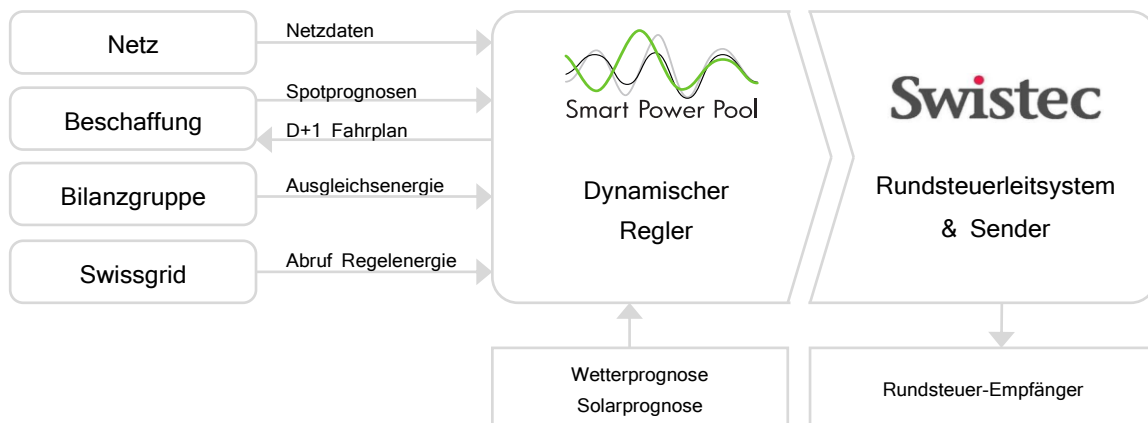 Netz
Netzdaten
Beschaffung
Spotprognosen
D+1 Fahrplan
Bilanzgruppe
Ausgleichsenergie
Swissgrid
Abruf Regelenergie
Smart Power Pool
Dynamischer
Regler
Swistec
Rundsteuerleitsystem
& Sender
Wetterprognose
Solarprognose
Rundsteuer-Empfänger